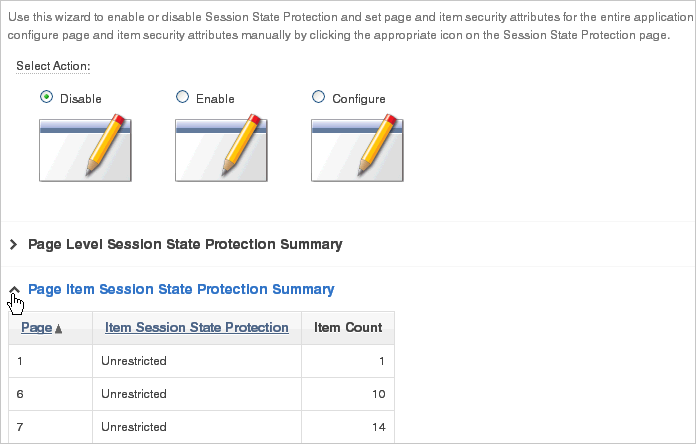 Use this wizard to enable or disable Session State Protection and set page and item security attributes for the entire application
configure page and item security attributes manually by clicking the appropriate icon on the Session State Protection page.
Select Action:
Disable Enable Configure
Page Level Session State Protection Summary
Page Item Session State Protection Summary
Page Item Session State Protection Item Count
1 Unrestricted 1
6 Unrestricted 10
7 Unrestricted 14